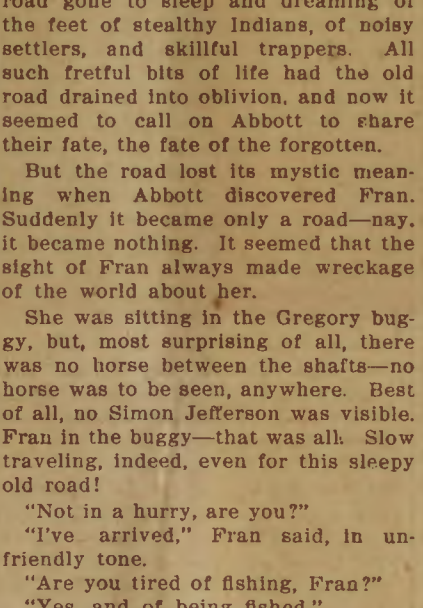 road gone to sleep and dreaming of
the feet of stealthy Indians, of noisy
settlers, and skillful trappers. All
such fretful bits of life had the old
road drained into oblivion, and now it
seemed to call on Abbott to share
their fate, the fate of the forgotten.
But the road lost its mystic mean-
ing when Abbott discovered Fran.
Suddenly it became only a road—nay,
it became nothing. It seemed that the
sight of Fran always made wreckage
of the world about her.
She was sitting in the Gregory bug-
gy, but, most surprising of all, there
was no horse between the shafts—no
horse was to be seen, anywhere. Best
of all, no Simon Jefferson was visible.
Fran in the buggy—that was all. Slow
traveling, indeed, even for this sleepy
old road!
"Not in a hurry, are you?"
"I've arrived," Fran said, in un-
friendly tone.
"Are you tired of fishing, Fran?"
"Yes, and of being fished."